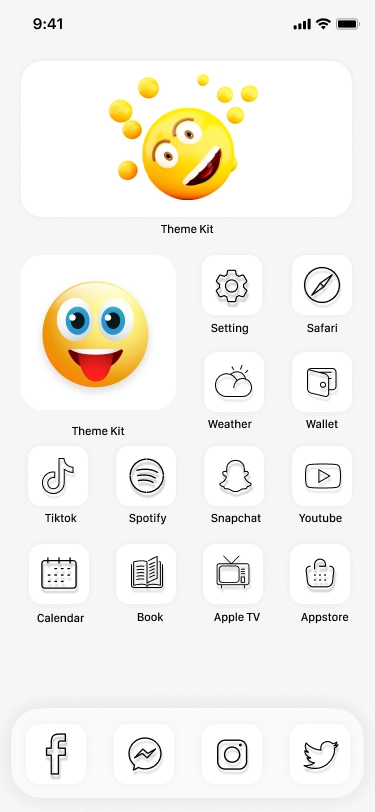 9:41
Theme Kit
Setting
Safari
Weather
Wallet
Theme Kit
Tiktok
Spotify
Snapchat
Youtube
Calendar
Book
Apple TV
Appstore